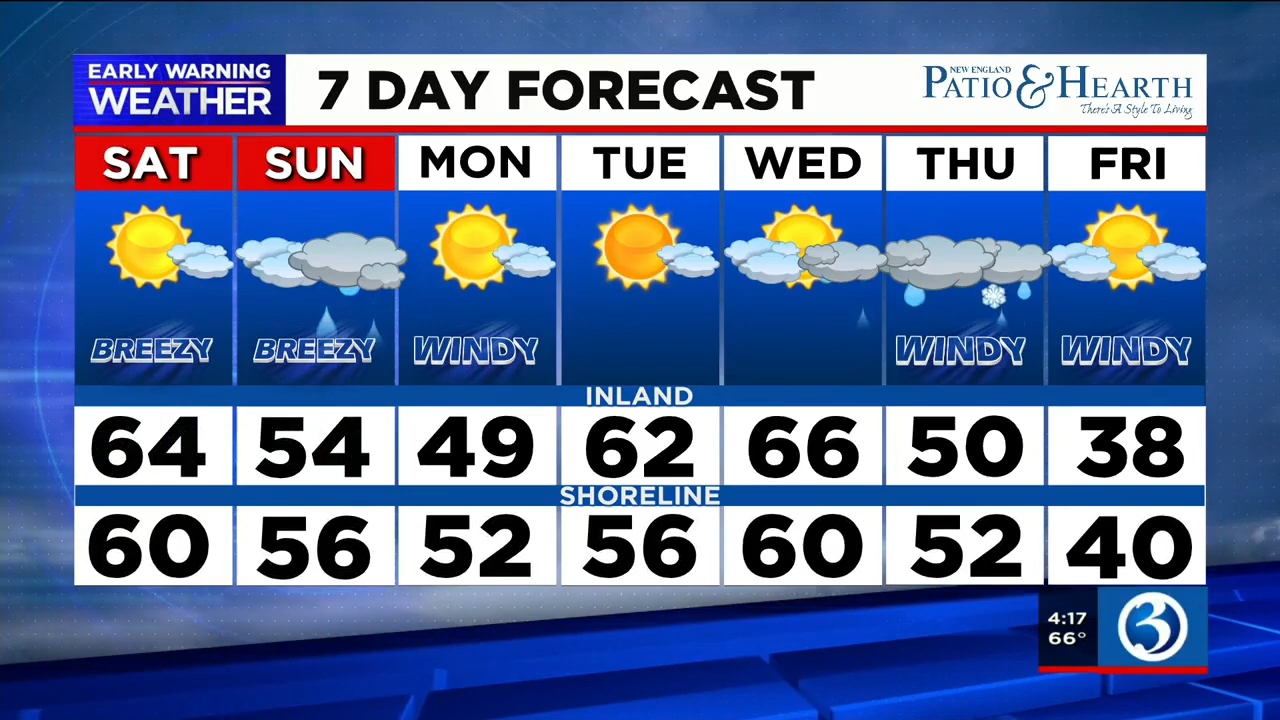 EARLY WARNING
WEATHER
7 DAY FORECAST
NEW ENGLAND
PATIO & HEARTH
There's A Style To Living
SAT SUN MON TUE WED THU FRI
BREEZY BREEZY WINDY WINDY WINDY
INLAND
64 54 49 62 66 50 38
SHORELINE
60 56 52 56 60 52 40
4:17
66°
3